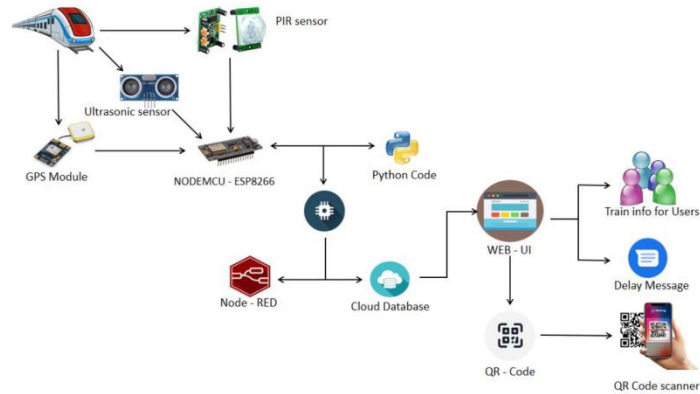 PIR sensor
Ultrasonic sensor
GPS Module
NODEMCU - ESP8266
Python Code
Train info for Users
WEB - UI
Delay Message
Node - RED
Cloud Database
QR - Code
QR Code scanner